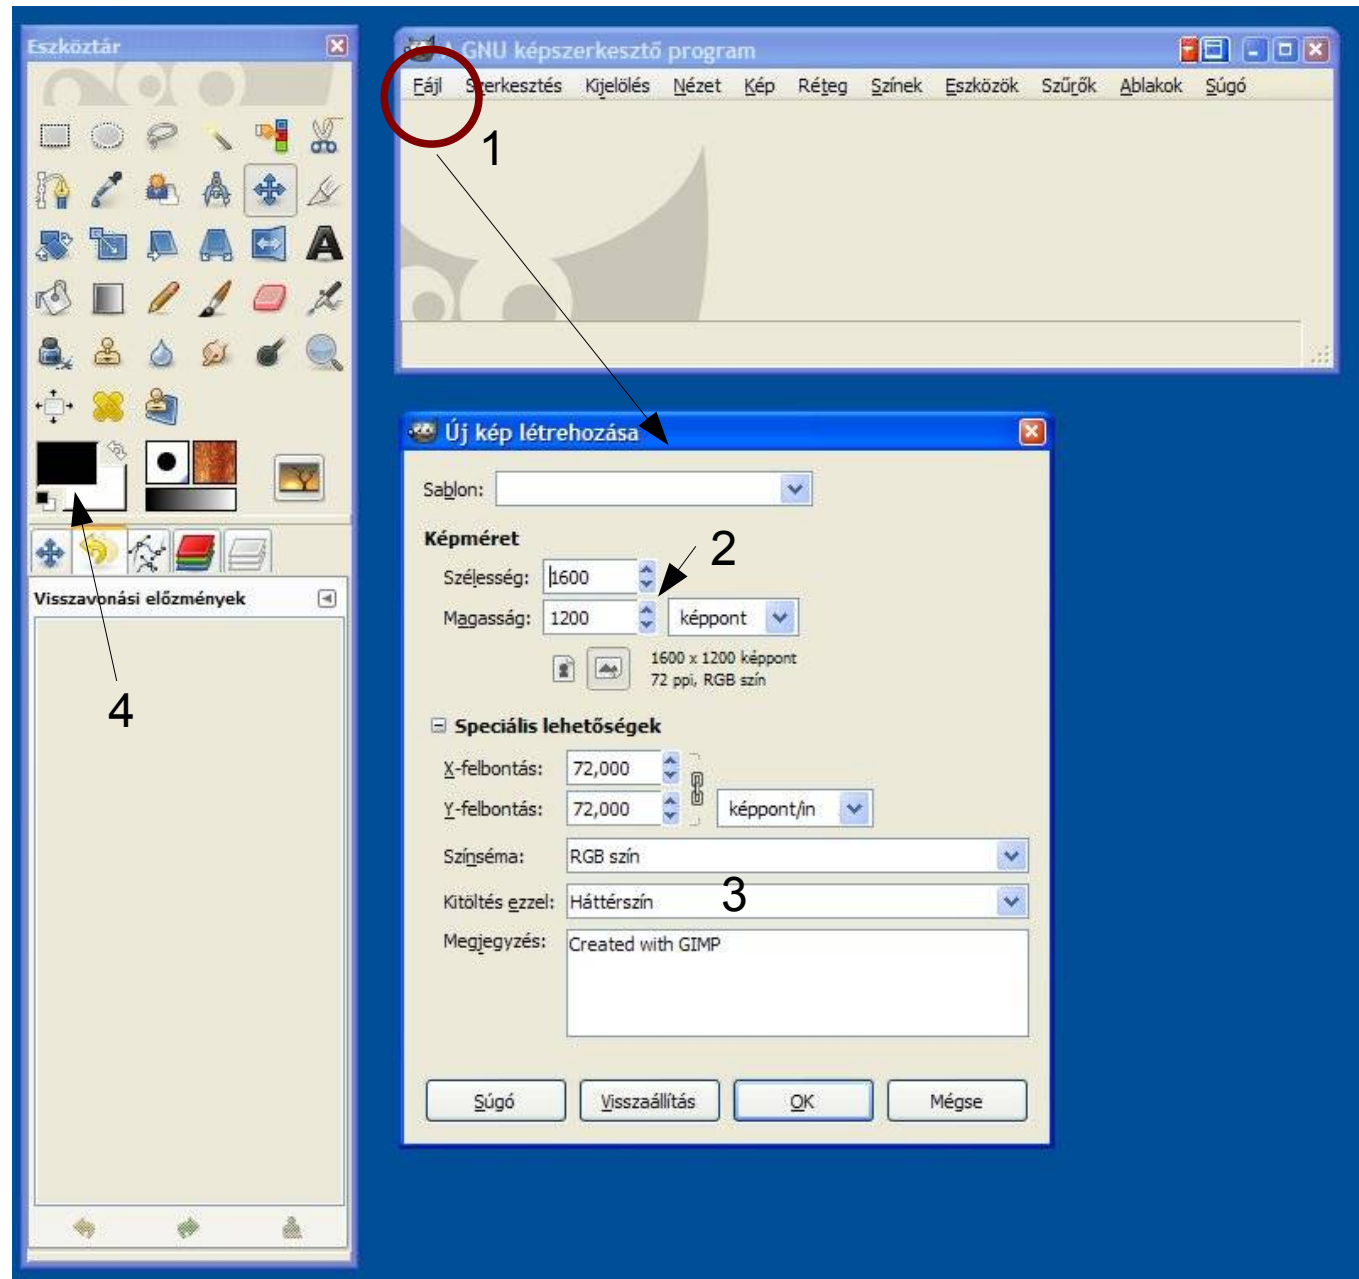 Eszköztár
A GNU képszerkesztő program
Fájl Szerkesztés Kijelölés Nézet Kép Réteg Színek Eszközök Szűrők Ablakok Súgó
1
Új kép létrehozása
Sablon:
Képméret
2
Szélesség: 1600
Magasság: 1200 képpont
1600 x 1200 képpont
72 ppi, RGB szín
Speciális lehetőségek
X-felbontás: 72,000
Y-felbontás: 72,000 képpont/in
Színséma: RGB szín
Kitöltés ezzel: Háttérszín
3
Megjegyzés: Created with GIMP
Súgó Visszaállítás OK Mégse
Visszavonási előzmények
4